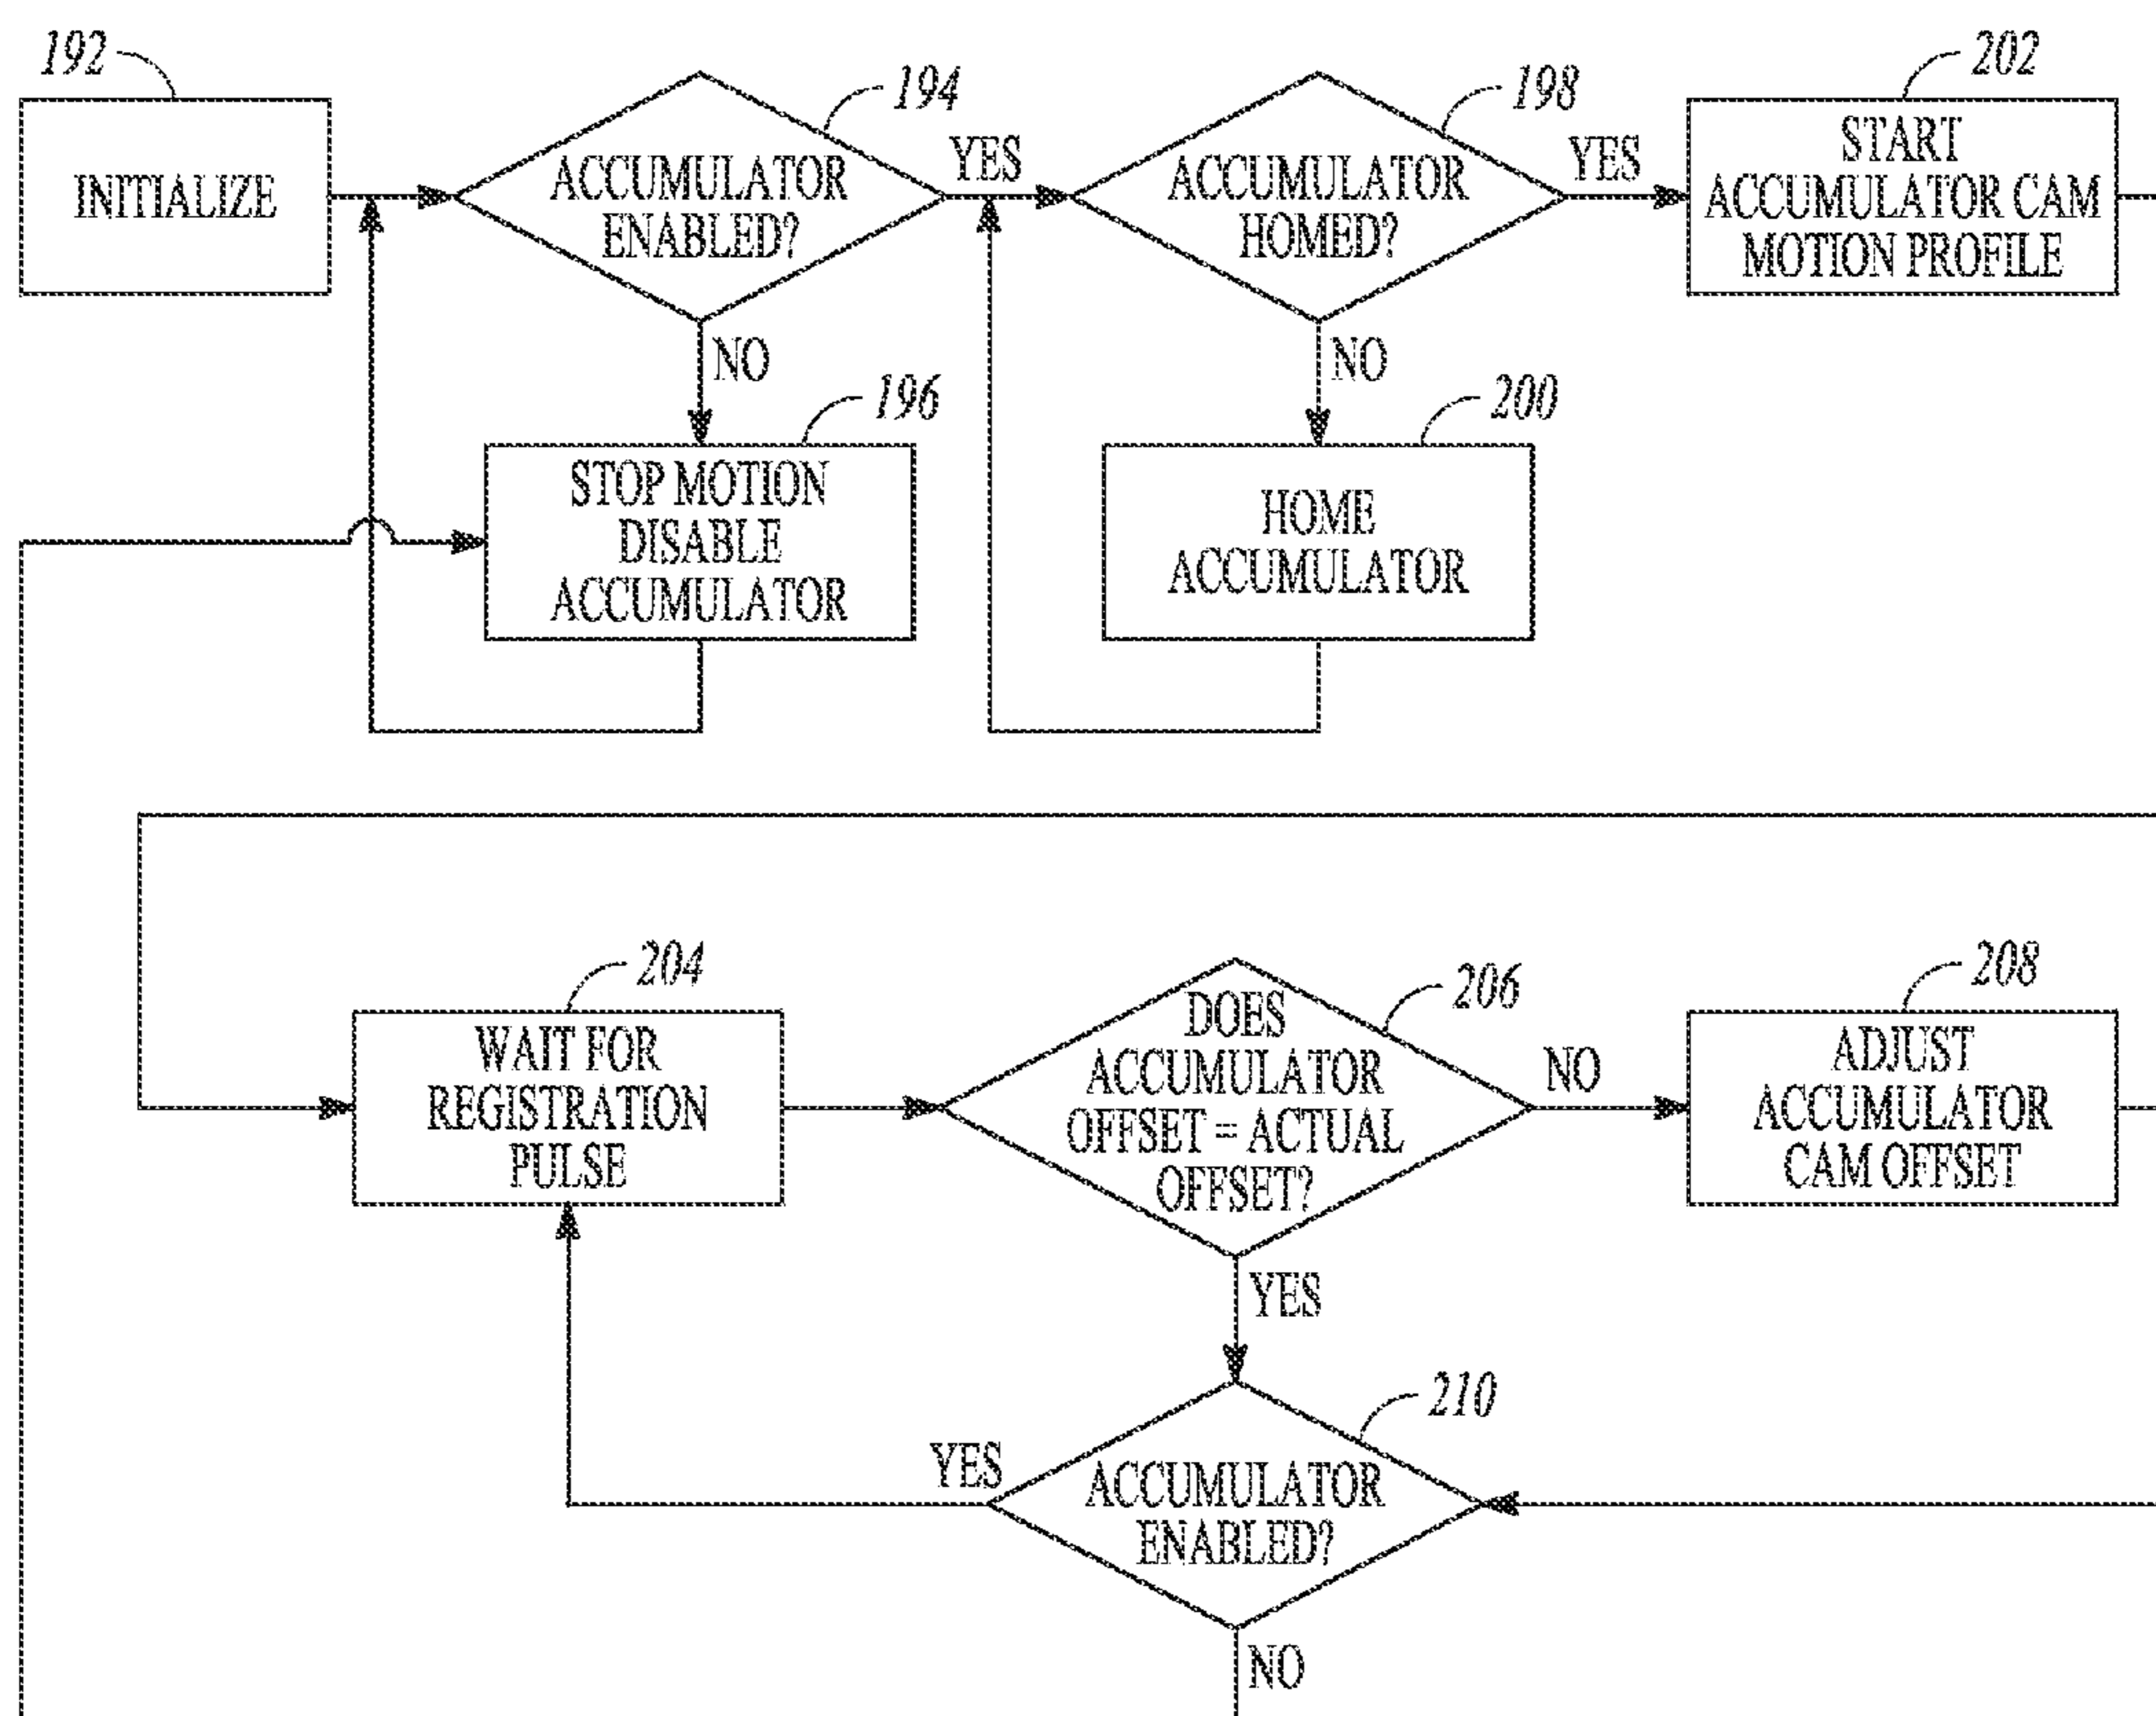 192
INITIALIZE
194
ACCUMULATOR
ENABLED?
YES
NO
196
STOP MOTION
DISABLE
ACCUMULATOR
198
ACCUMULATOR
HOMED?
YES
NO
200
HOME
ACCUMULATOR
202
START
ACCUMULATOR CAM
MOTION PROFILE
204
WAIT FOR
REGISTRATION
PULSE
206
DOES
ACCUMULATOR
OFFSET = ACTUAL
OFFSET?
NO
YES
208
ADJUST
ACCUMULATOR
CAM OFFSET
210
ACCUMULATOR
ENABLED?
YES
NO